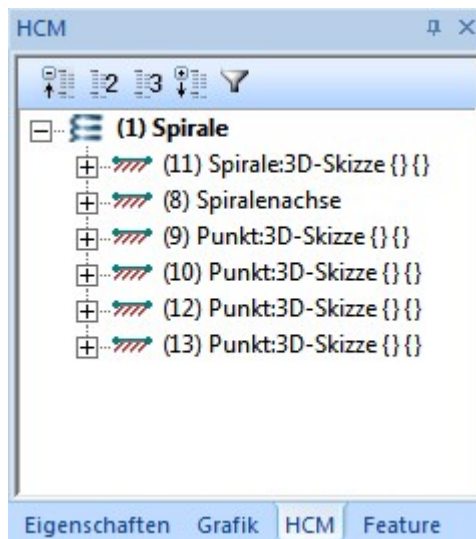 HCM
2 3
(1) Spirale
(11) Spirale:3D-Skizze {} {}
(8) Spiralenachse
(9) Punkt:3D-Skizze {} {}
(10) Punkt:3D-Skizze {} {}
(12) Punkt:3D-Skizze {} {}
(13) Punkt:3D-Skizze {} {}
Eigenschaften Grafik HCM Feature